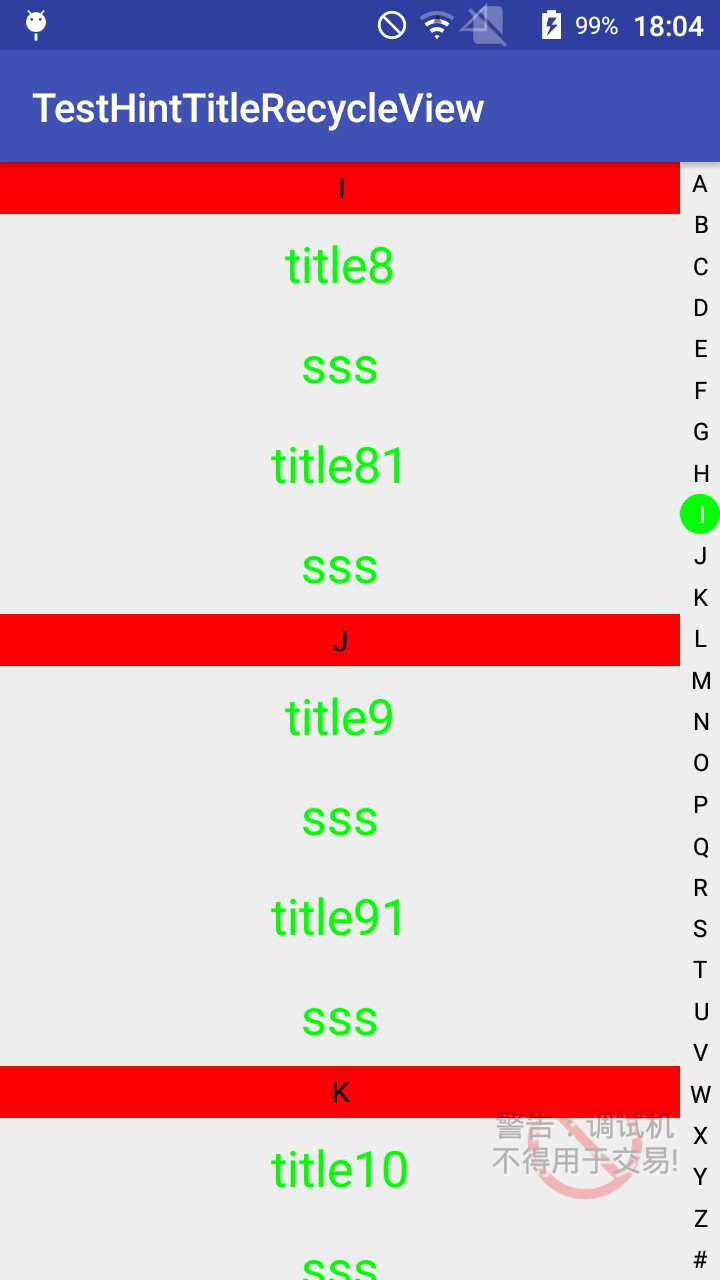 99% 18:04
TestHintTitleRecycleView
I
title8
sss
title81
sss
J
title9
sss
title91
sss
K
title10
sss
警告：调试机
不得用于交易!
A
B
C
D
E
F
G
H
I
J
K
L
M
N
O
P
Q
R
S
T
U
V
W
X
Y
Z
#